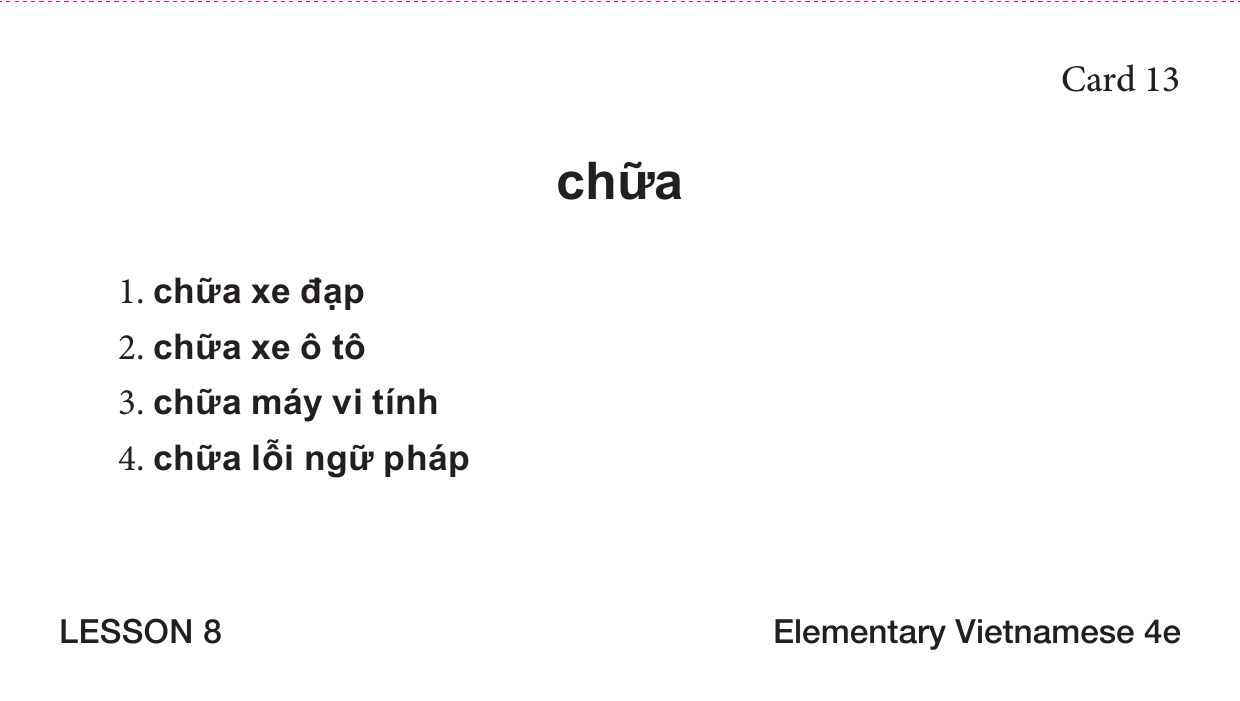 Card 13
chữa
1. chữa xe đạp
2. chữa xe ô tô
3. chữa máy vi tính
4. chữa lỗi ngữ pháp
LESSON 8 Elementary Vietnamese 4e